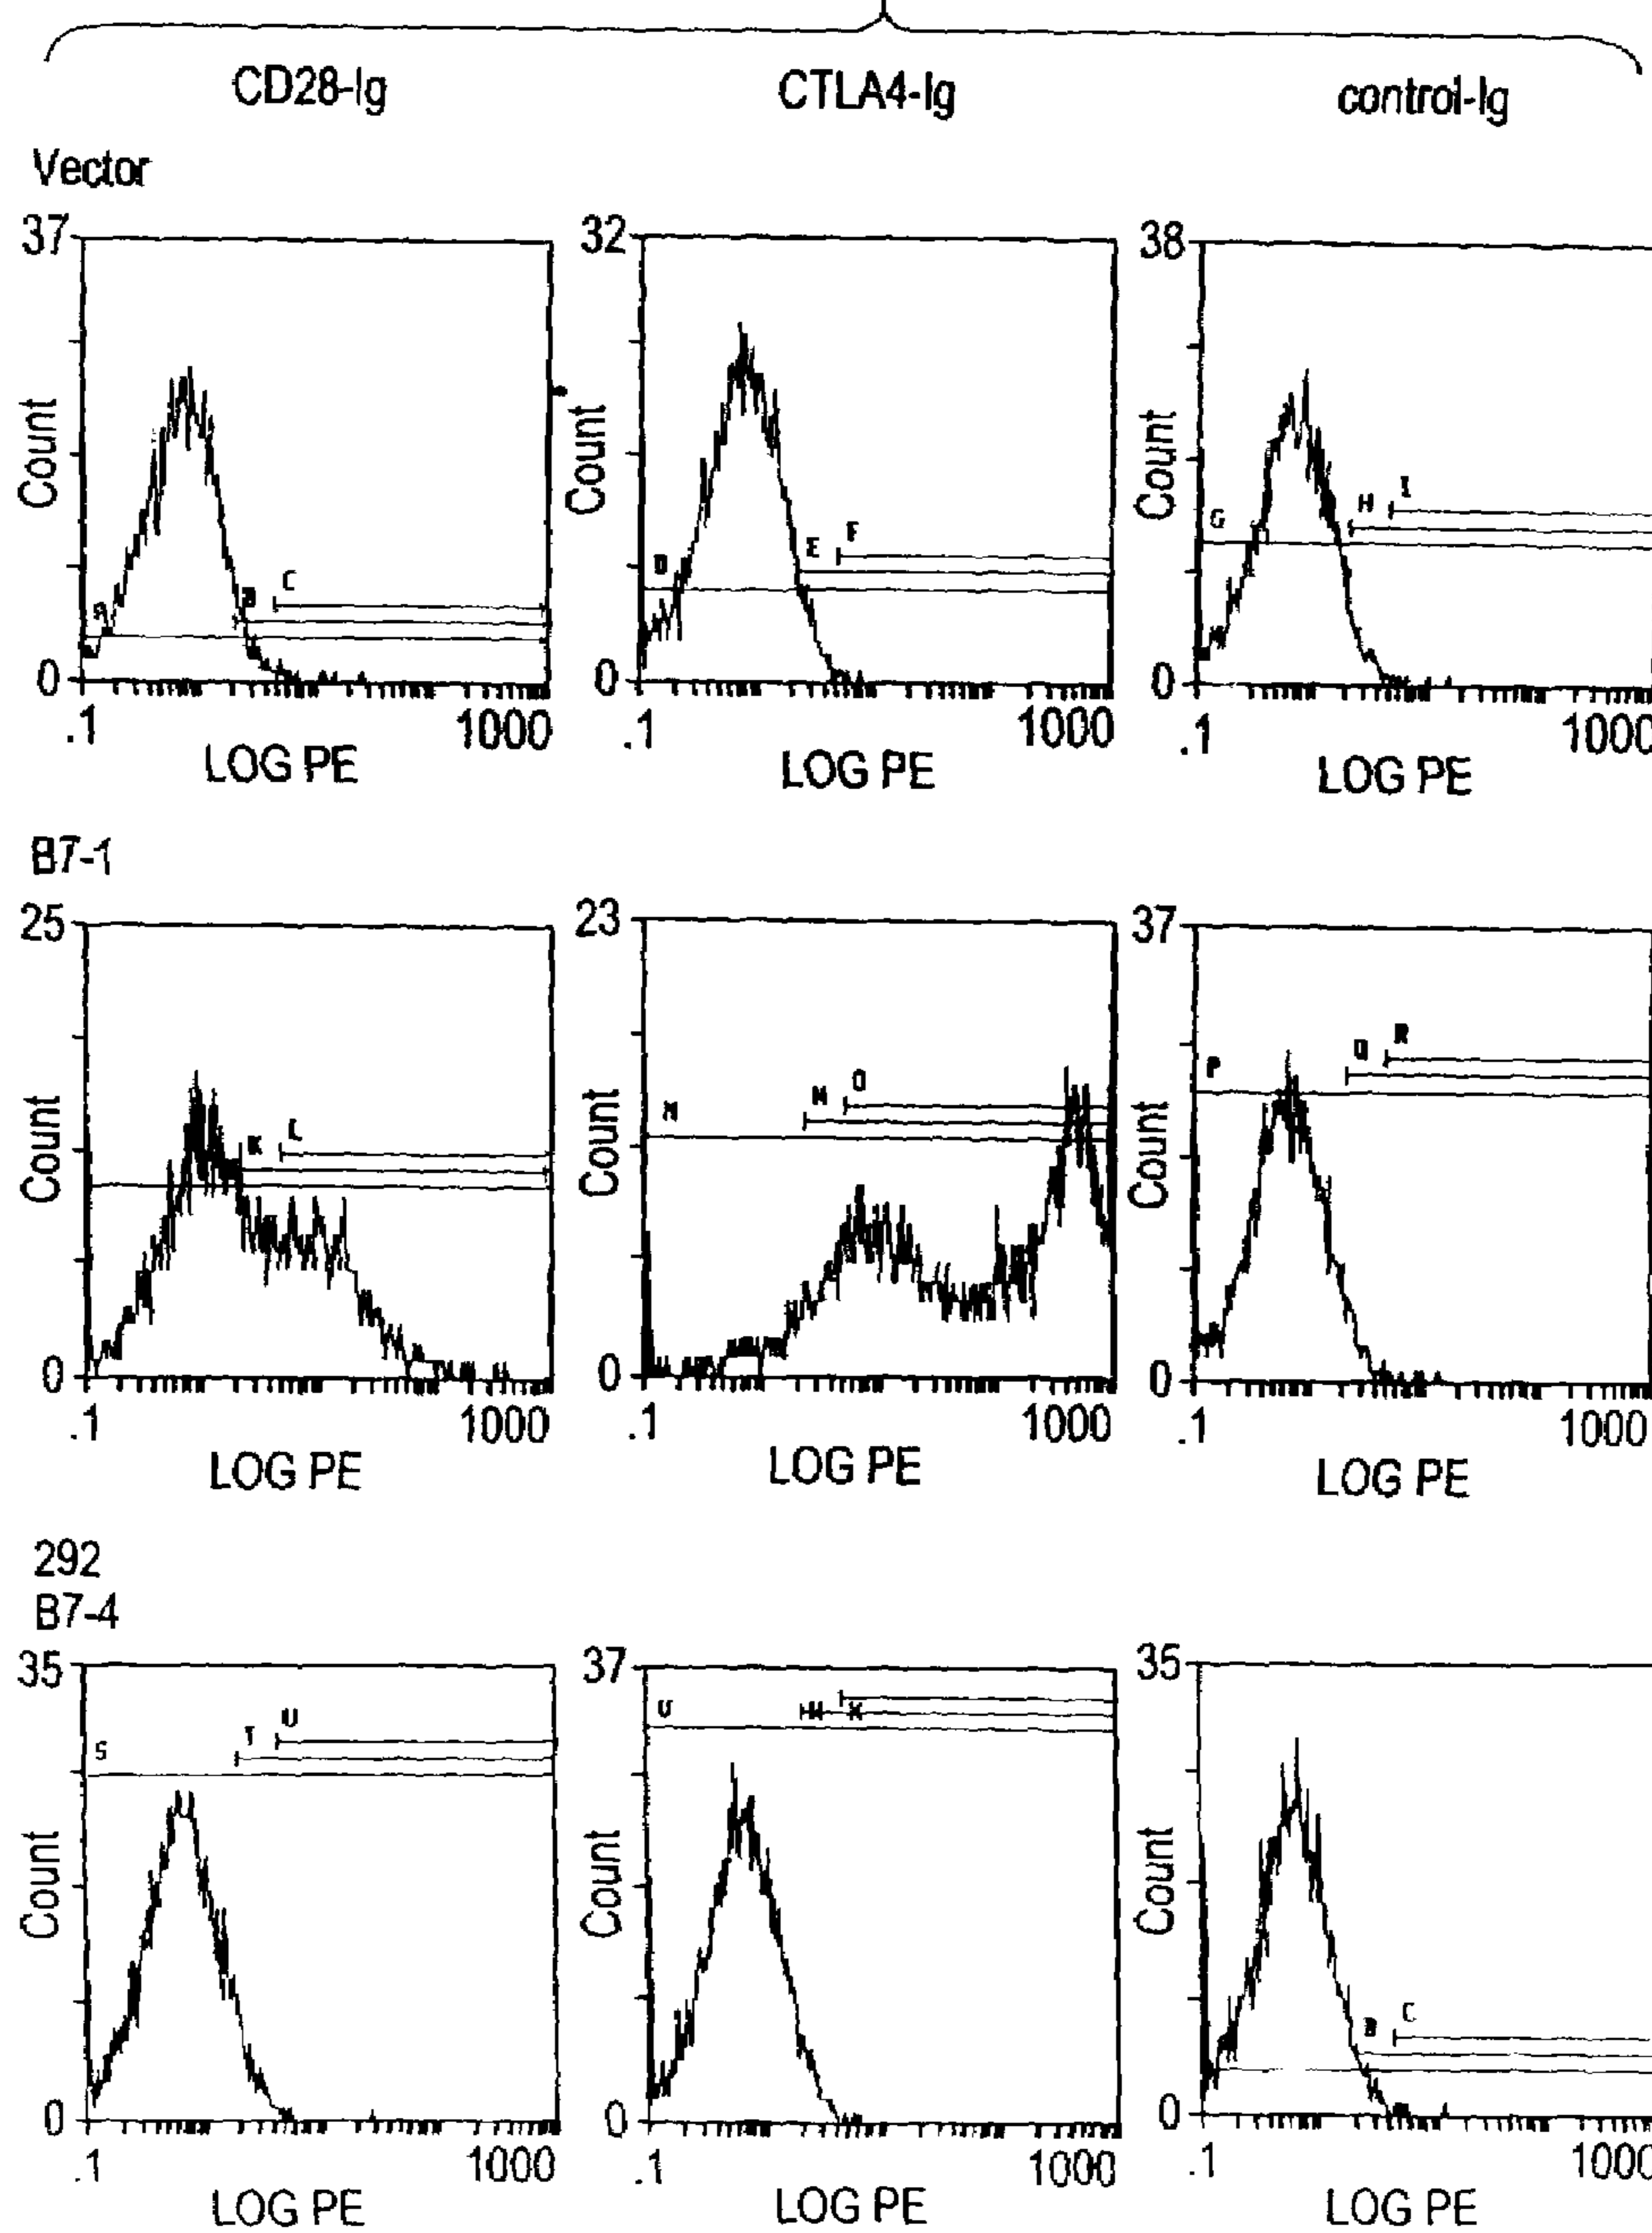 CD28-Ig CTLA4-Ig control-Ig
Vector
37 32 38
Count Count Count
A B C D E F G H I
0 0 0
.1 1000 .1 1000 .1 1000
LOG PE LOG PE LOG PE
B7-1
25 23 37
Count Count Count
K L N O P Q R
0 0 0
.1 1000 .1 1000 .1 1000
LOG PE LOG PE LOG PE
292
B7-4
35 37 35
Count Count Count
S T U U X B C
0 0 0
.1 1000 .1 1000 .1 1000
LOG PE LOG PE LOG PE